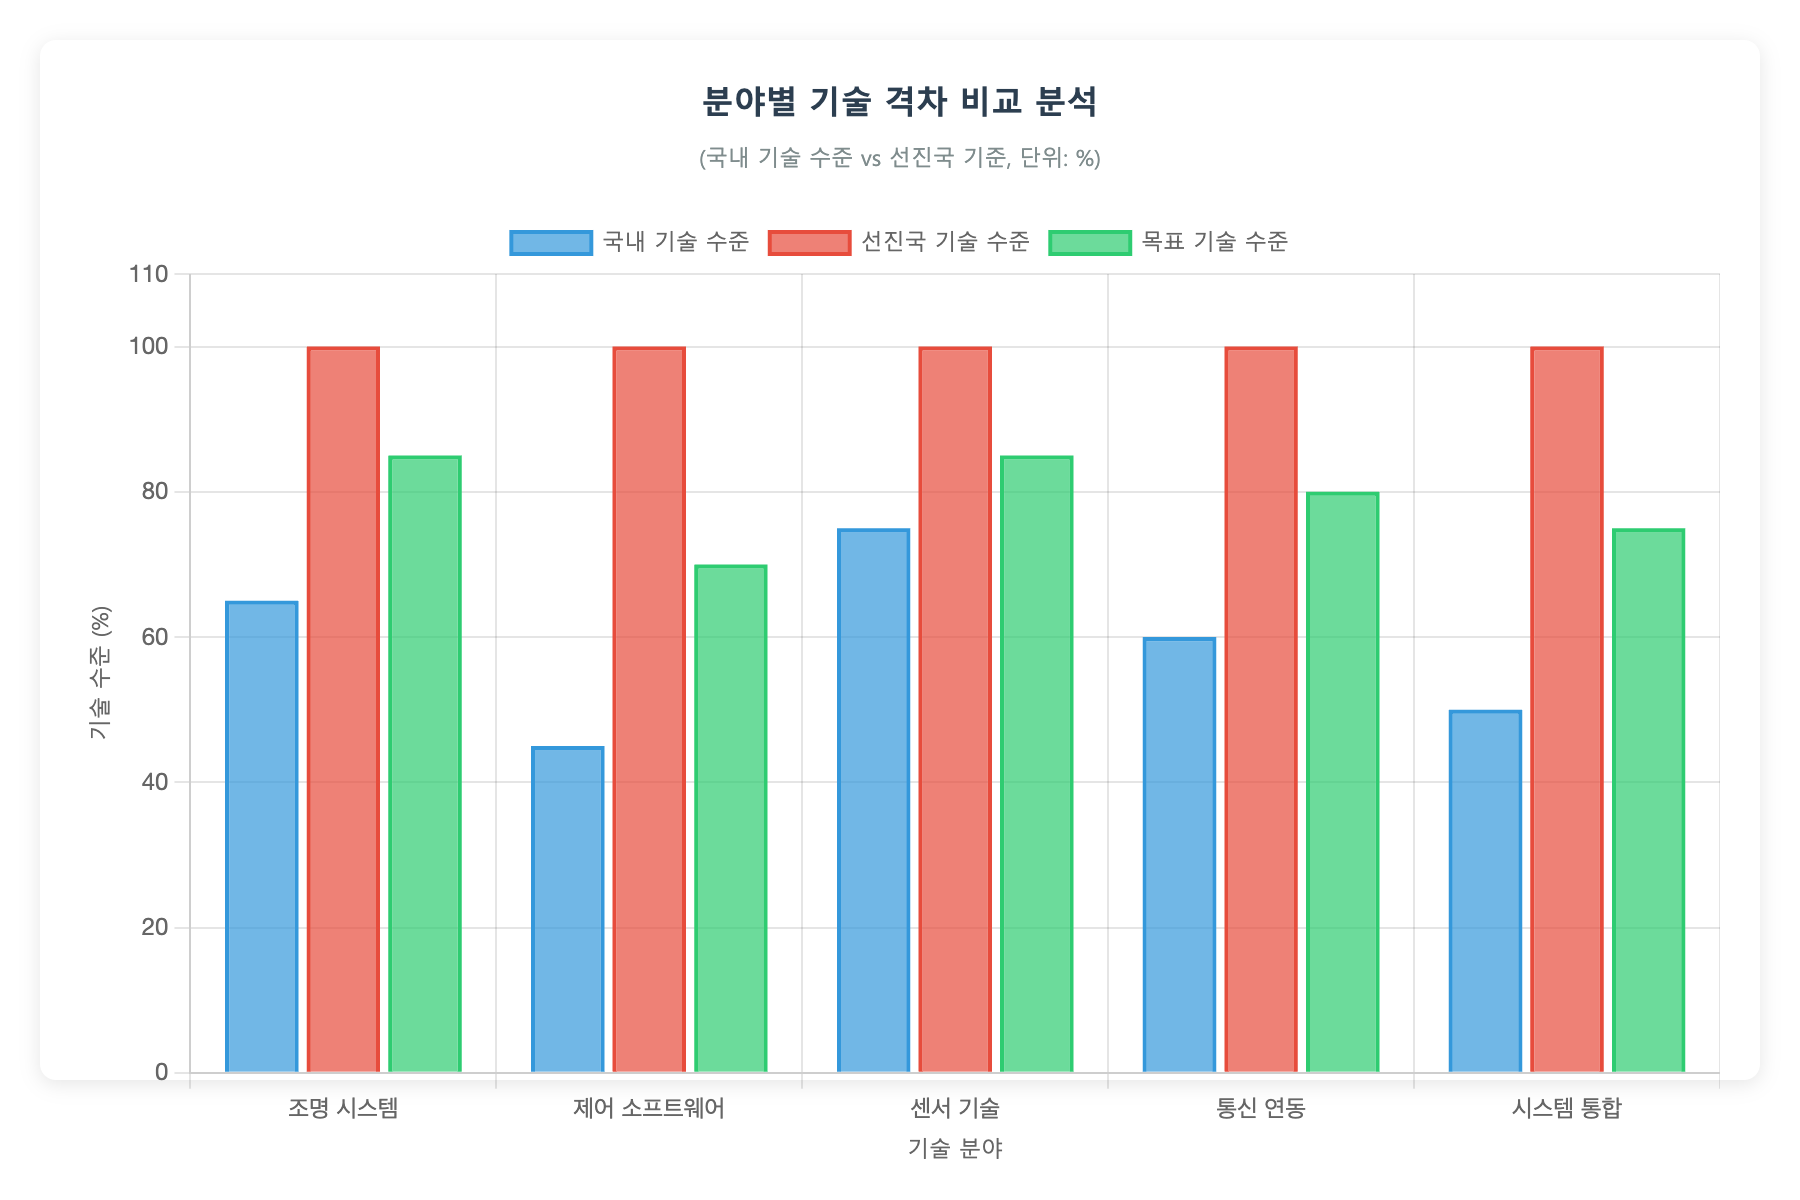 분야별 기술 격차 비교 분석
(국내 기술 수준 vs 선진국 기준, 단위: %)
국내 기술 수준 선진국 기술 수준 목표 기술 수준
110
100
80
60
40
20
0
기술 수준 (%)
조명 시스템 제어 소프트웨어 센서 기술 통신 연동 시스템 통합
기술 분야